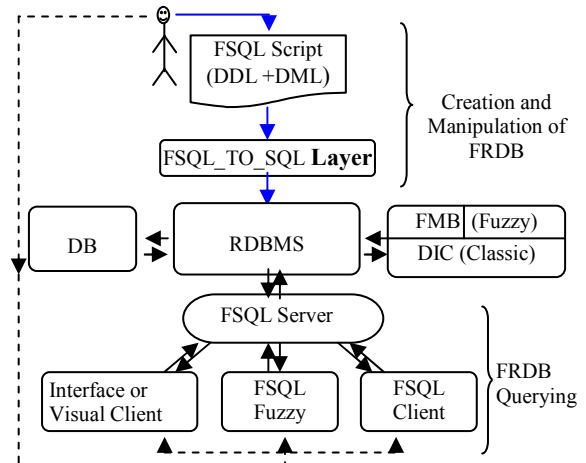 FSQL Script
(DDL +DML)
Creation and
Manipulation of
FRDB
FSQL_TO_SQL Layer
DB
RDBMS
FMB (Fuzzy)
DIC (Classic)
FSQL Server
Interface or
Visual Client
FSQL
Fuzzy
FSQL
Client
FRDB
Querying